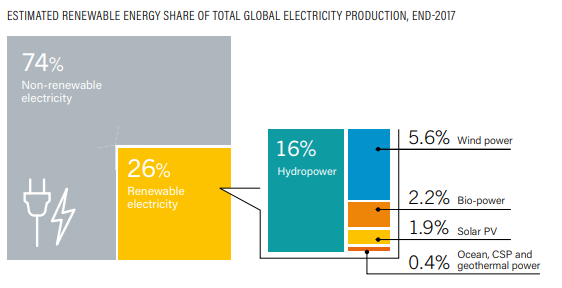 ESTIMATED RENEWABLE ENERGY SHARE OF TOTAL GLOBAL ELECTRICITY PRODUCTION, END-2017
74%
Non-renewable
electricity
26%
Renewable
electricity
16%
Hydropower
5.6% Wind power
2.2% Bio-power
1.9% Solar PV
0.4% Ocean, CSP and
geothermal power